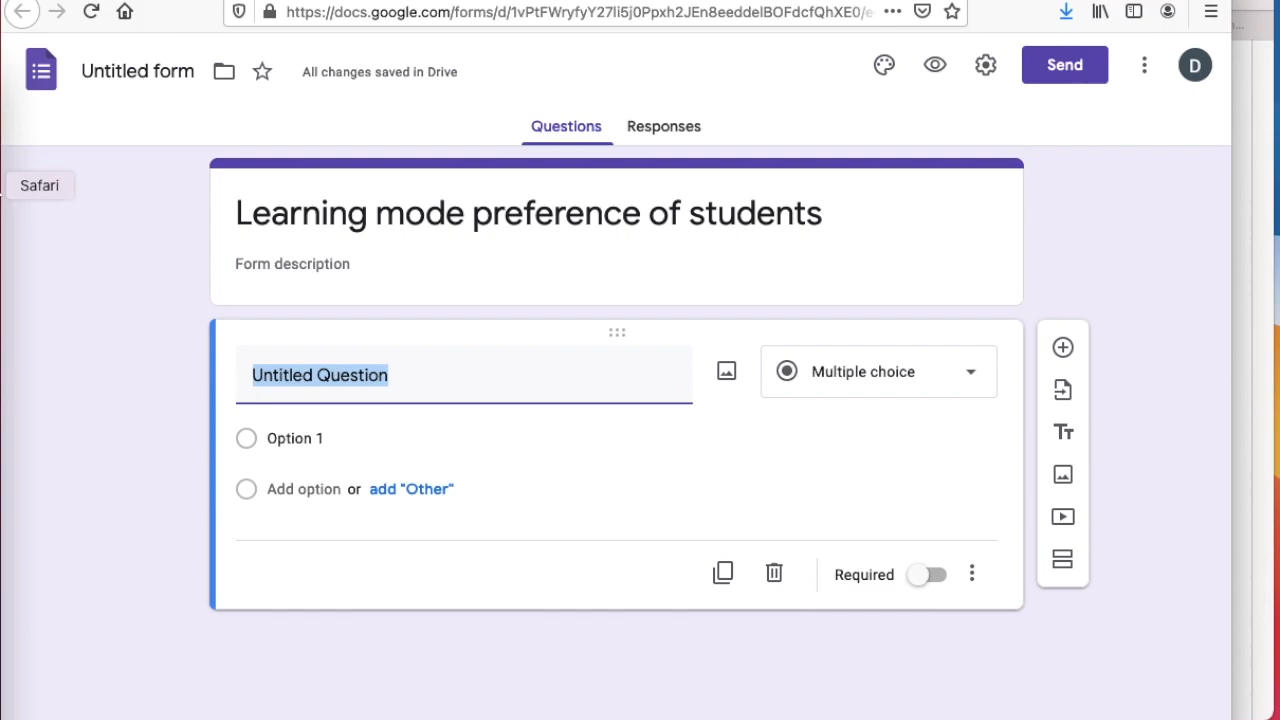 https://docs.google.com/forms/d/1vPtFWryfyY27li5j0Ppxh2JEn8eeddelBOFdcfQhXE0/e
Untitled form
All changes saved in Drive
Send
D
Questions
Responses
Safari
Learning mode preference of students
Form description
Untitled Question
Multiple choice
Option 1
Add option or add "Other"
Required